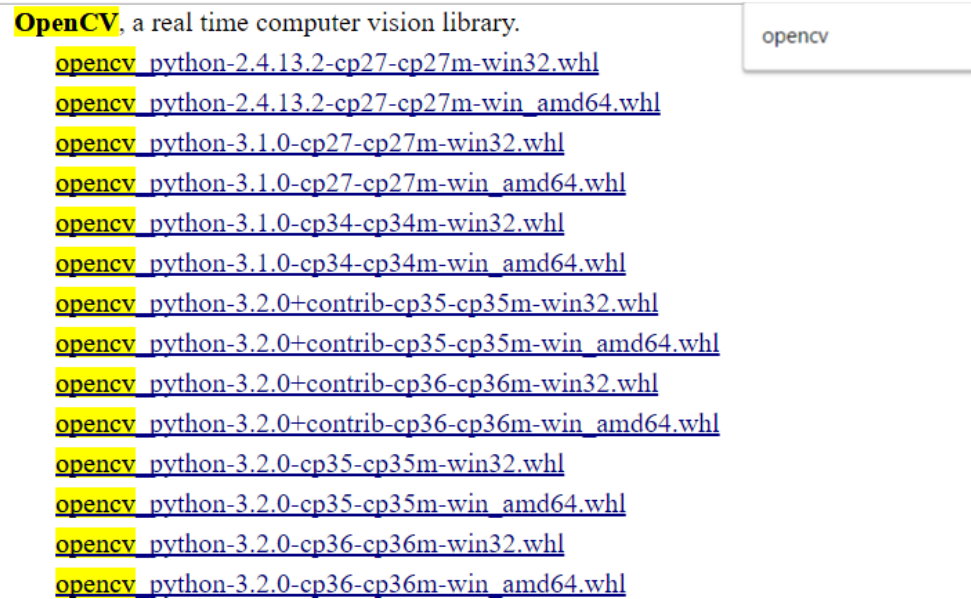 OpenCV, a real time computer vision library.
opencv
opencv_python-2.4.13.2-cp27-cp27m-win32.whl
opencv_python-2.4.13.2-cp27-cp27m-win_amd64.whl
opencv_python-3.1.0-cp27-cp27m-win32.whl
opencv_python-3.1.0-cp27-cp27m-win_amd64.whl
opencv_python-3.1.0-cp34-cp34m-win32.whl
opencv_python-3.1.0-cp34-cp34m-win_amd64.whl
opencv_python-3.2.0+contrib-cp35-cp35m-win32.whl
opencv_python-3.2.0+contrib-cp35-cp35m-win_amd64.whl
opencv_python-3.2.0+contrib-cp36-cp36m-win32.whl
opencv_python-3.2.0+contrib-cp36-cp36m-win_amd64.whl
opencv_python-3.2.0-cp35-cp35m-win32.whl
opencv_python-3.2.0-cp35-cp35m-win_amd64.whl
opencv_python-3.2.0-cp36-cp36m-win32.whl
opencv_python-3.2.0-cp36-cp36m-win_amd64.whl